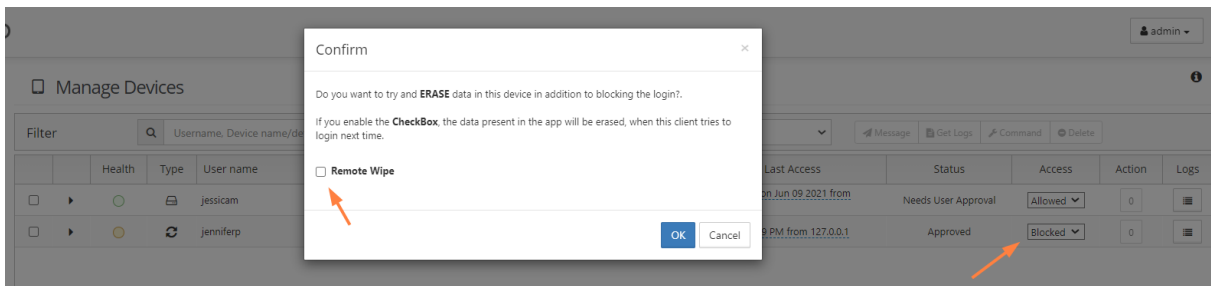 admin
Confirm
×
Manage Devices
Do you want to try and ERASE data in this device in addition to blocking the login?.
If you enable the CheckBox, the data present in the app will be erased, when this client tries to
login next time.
Filter
Username, Device name/de
Message
Get Logs
Command
Delete
Remote Wipe
Health
Type
User name
Last Access
Status
Access
Action
Logs
jessicam
on Jun 09 2021 from
Needs User Approval
Allowed
0
jenniferp
9 PM from 127.0.0.1
Approved
Blocked
0
OK
Cancel